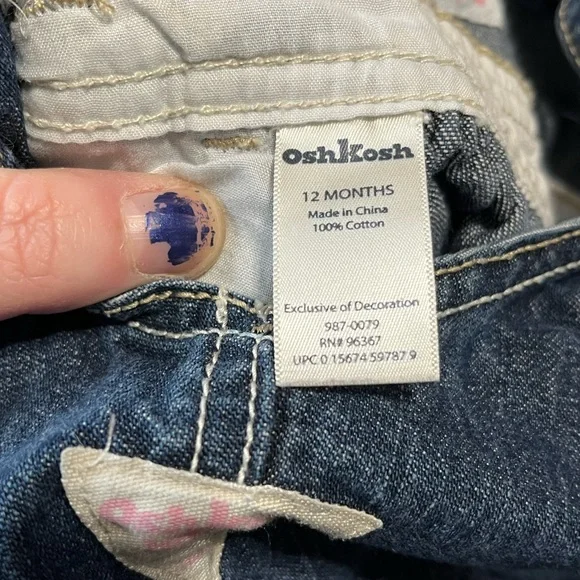 OshKosh
12 MONTHS
Made in China
100% Cotton
Exclusive of Decoration
987-0079
RN# 96367
UPC 0 15674 59787 9